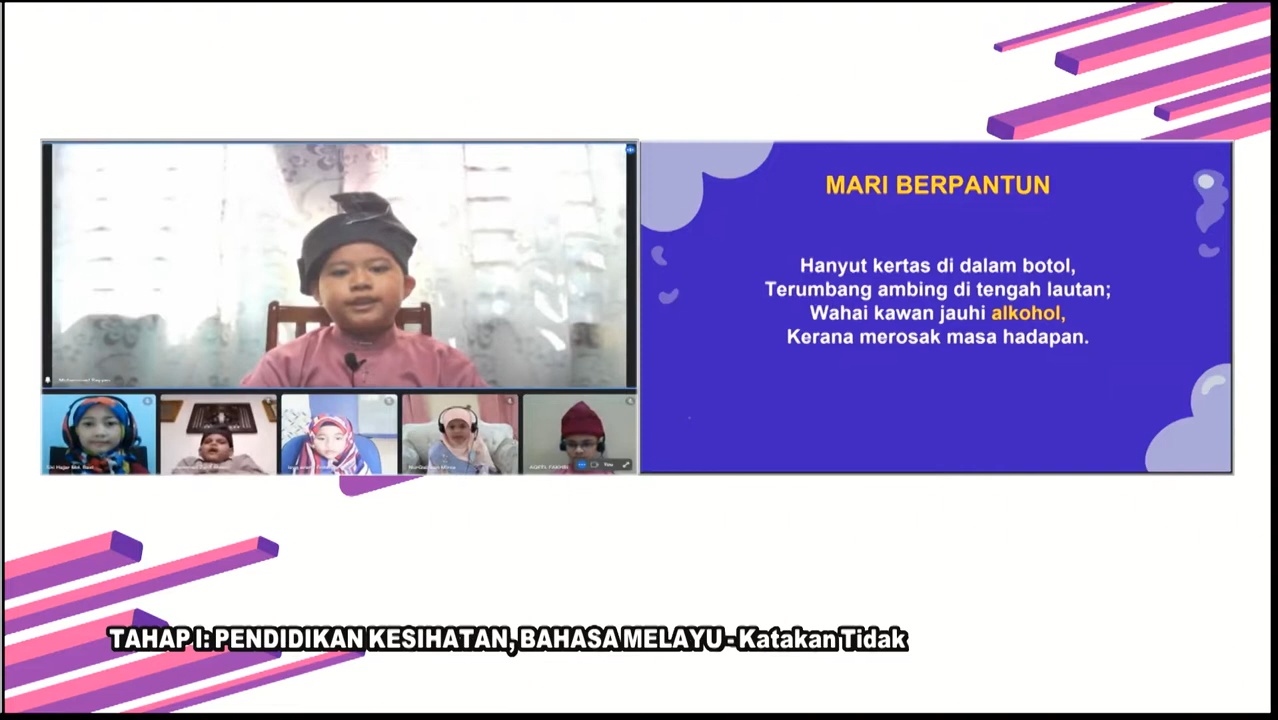 MARI BERPANTUN
Hanyut kertas di dalam botol,
Terumbang ambing di tengah lautan;
Wahai kawan jauhi alkohol,
Kerana merosak masa hadapan.
You
TAHAP I: PENDIDIKAN KESIHATAN, BAHASA MELAYU - Katakan Tidak